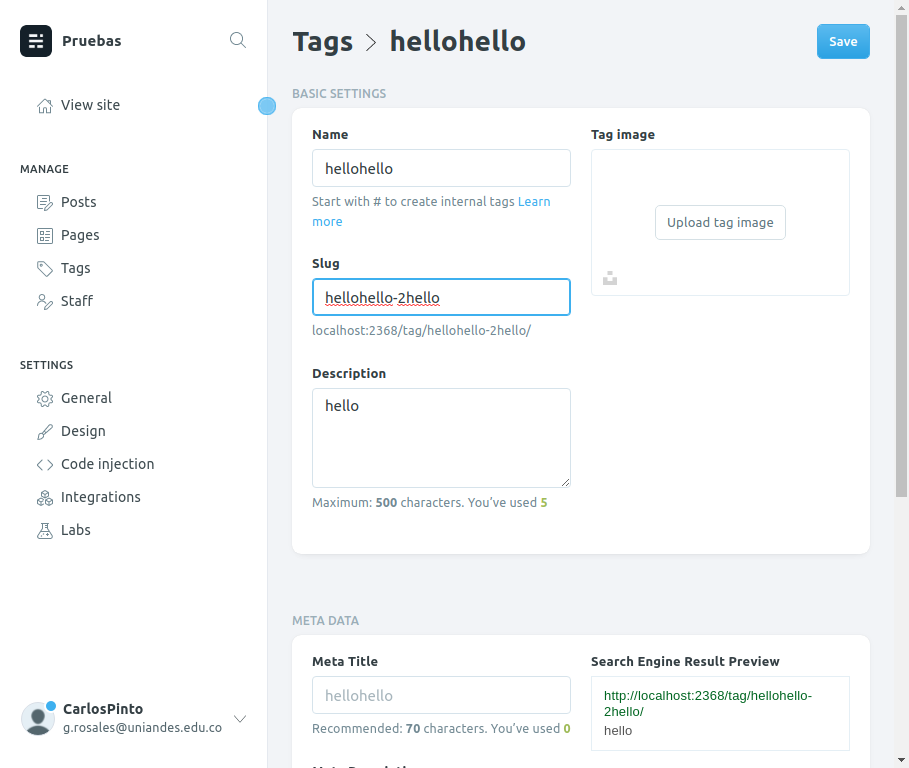 Pruebas
View site
MANAGE
Posts
Pages
Tags
Staff
SETTINGS
General
Design
Code injection
Integrations
Labs
CarlosPinto
g.rosales@uniandes.edu.co
Tags > hellohello
Save
BASIC SETTINGS
Name
hellohello
Start with # to create internal tags Learn
more
Slug
hellohello-2hello
localhost:2368/tag/hellohello-2hello/
Description
hello
Maximum: 500 characters. You’ve used 5
Tag image
Upload tag image
META DATA
Meta Title
hellohello
Recommended: 70 characters. You’ve used 0
Search Engine Result Preview
http://localhost:2368/tag/hellohello-
2hello/
hello